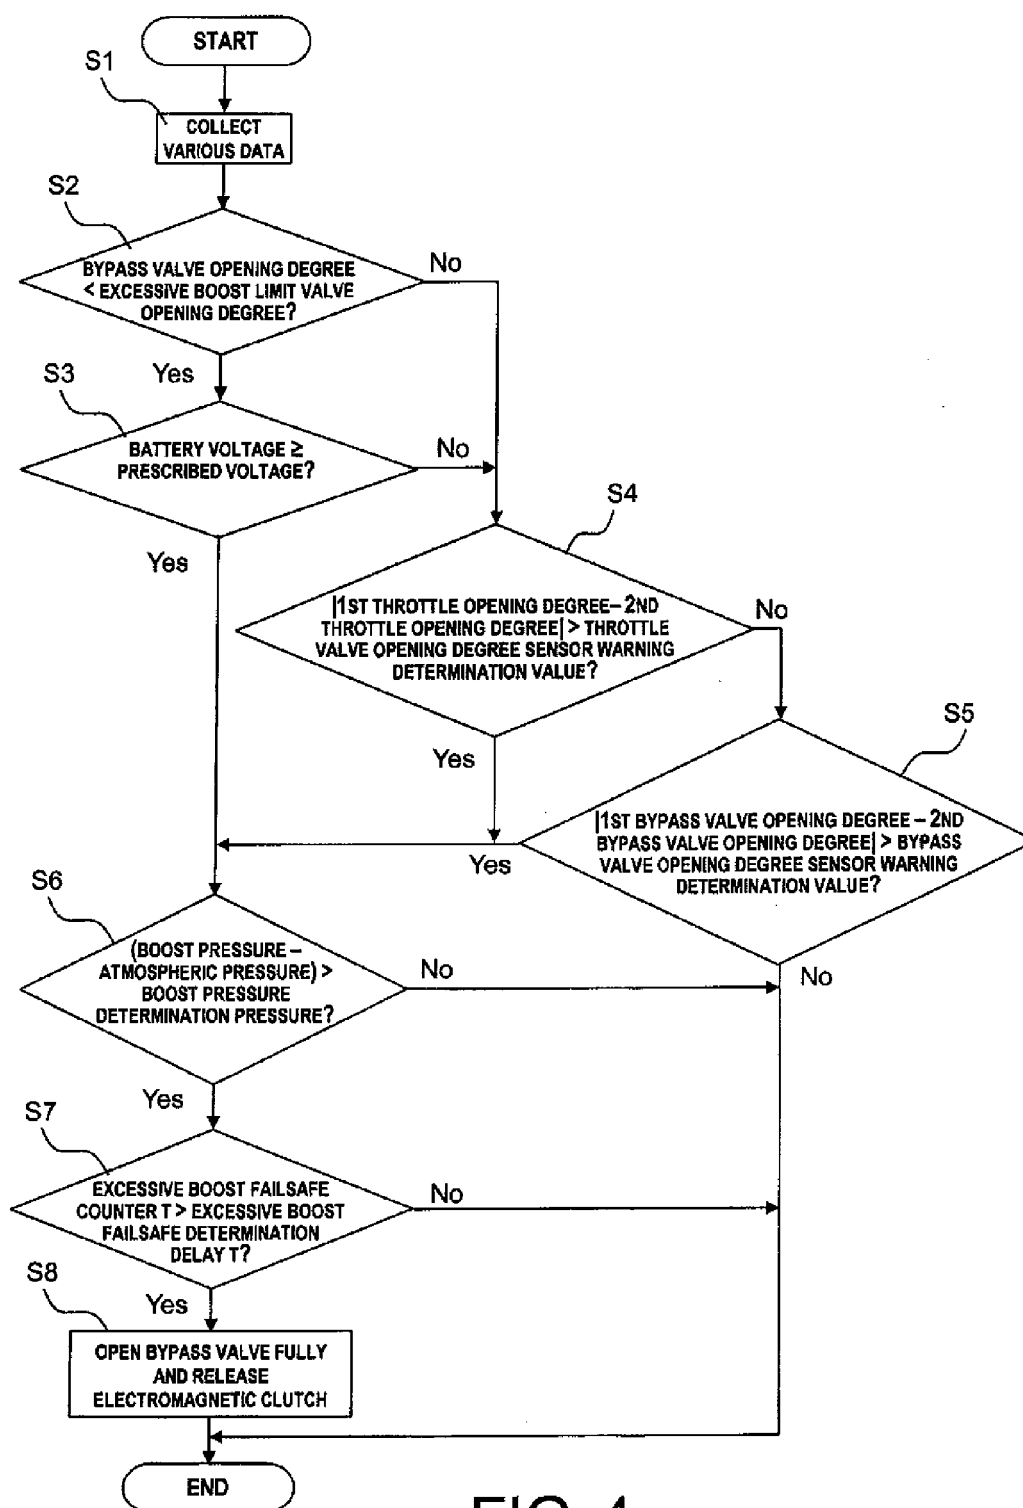 START
S1
COLLECT
VARIOUS DATA
S2
BYPASS VALVE OPENING DEGREE
< EXCESSIVE BOOST LIMIT VALVE
OPENING DEGREE?
No
Yes
S3
BATTERY VOLTAGE ≥
PRESCRIBED VOLTAGE?
No
Yes
S4
|1ST THROTTLE OPENING DEGREE– 2ND
THROTTLE OPENING DEGREE| > THROTTLE
VALVE OPENING DEGREE SENSOR WARNING
DETERMINATION VALUE?
No
Yes
S5
|1ST BYPASS VALVE OPENING DEGREE – 2ND
BYPASS VALVE OPENING DEGREE| > BYPASS
VALVE OPENING DEGREE SENSOR WARNING
DETERMINATION VALUE?
Yes
No
S6
(BOOST PRESSURE –
ATMOSPHERIC PRESSURE) >
BOOST PRESSURE
DETERMINATION PRESSURE?
No
Yes
S7
EXCESSIVE BOOST FAILSAFE
COUNTER T > EXCESSIVE BOOST
FAILSAFE DETERMINATION
DELAY T?
No
Yes
S8
OPEN BYPASS VALVE FULLY
AND RELEASE
ELECTROMAGNETIC CLUTCH
END
FIG. 4